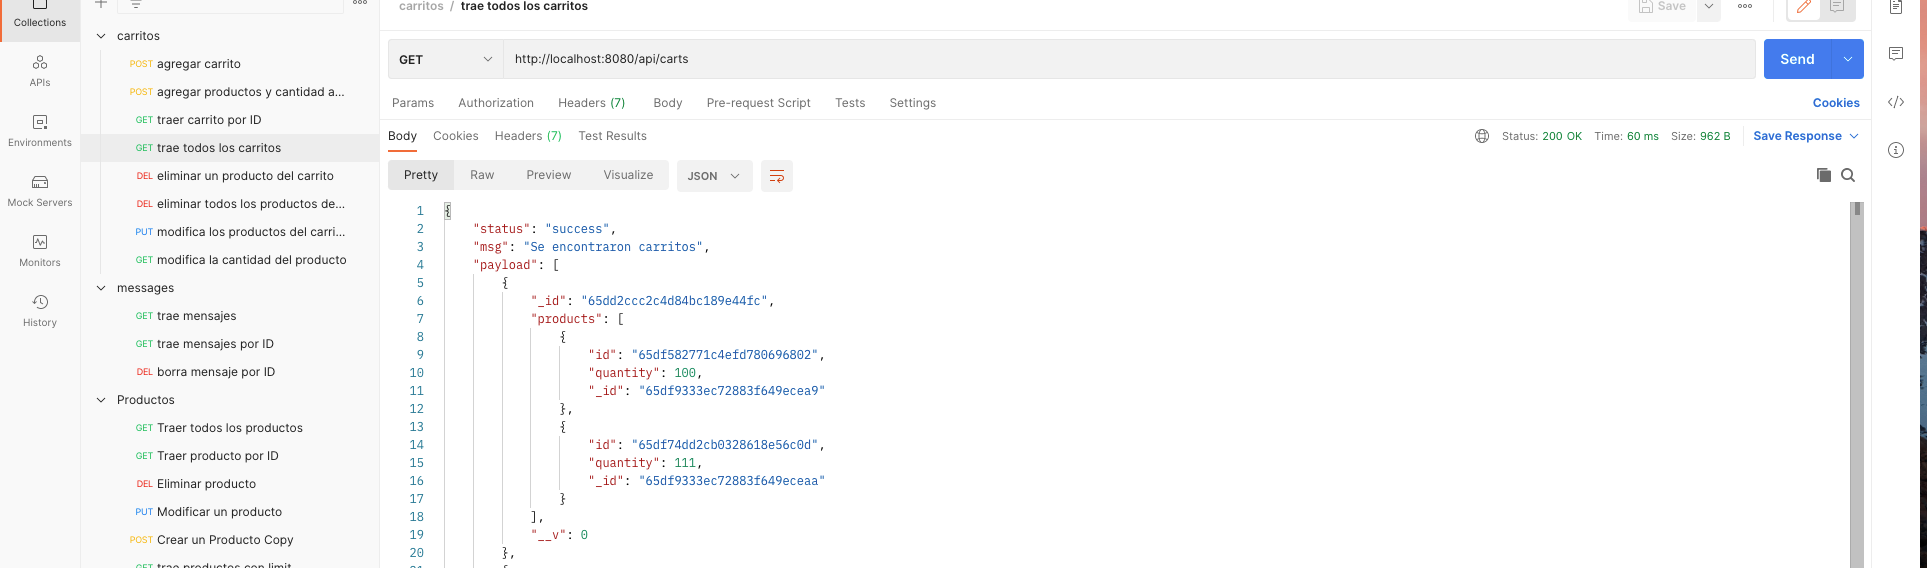 Collections
APIs
Environments
Mock Servers
Monitors
History
carritos
POST agregar carrito
POST agregar productos y cantidad a...
GET traer carrito por ID
GET trae todos los carritos
DEL eliminar un producto del carrito
DEL eliminar todos los productos de...
PUT modifica los productos del carri...
GET modifica la cantidad del producto
messages
GET trae mensajes
GET trae mensajes por ID
DEL borra mensaje por ID
Productos
GET Traer todos los productos
GET Traer producto por ID
DEL Eliminar producto
PUT Modificar un producto
POST Crear un Producto Copy
trae productos con limit
carritos / trae todos los carritos
Save
GET http://localhost:8080/api/carts
Send
Params Authorization Headers (7) Body Pre-request Script Tests Settings
Cookies
Body Cookies Headers (7) Test Results
Status: 200 OK Time: 60 ms Size: 962 B Save Response
Pretty Raw Preview Visualize JSON
1 {
2 "status": "success",
3 "msg": "Se encontraron carritos",
4 "payload": [
5 {
6 "_id": "65dd2ccc2c4d84bc189e44fc",
7 "products": [
8 {
9 "id": "65df582771c4efd780696802",
10 "quantity": 100,
11 "_id": "65df9333ec72883f649ecea9"
12 },
13 {
14 "id": "65df74dd2cb0328618e56c0d",
15 "quantity": 111,
16 "_id": "65df9333ec72883f649eceaa"
17 }
18 ],
19 "__v": 0
20 },